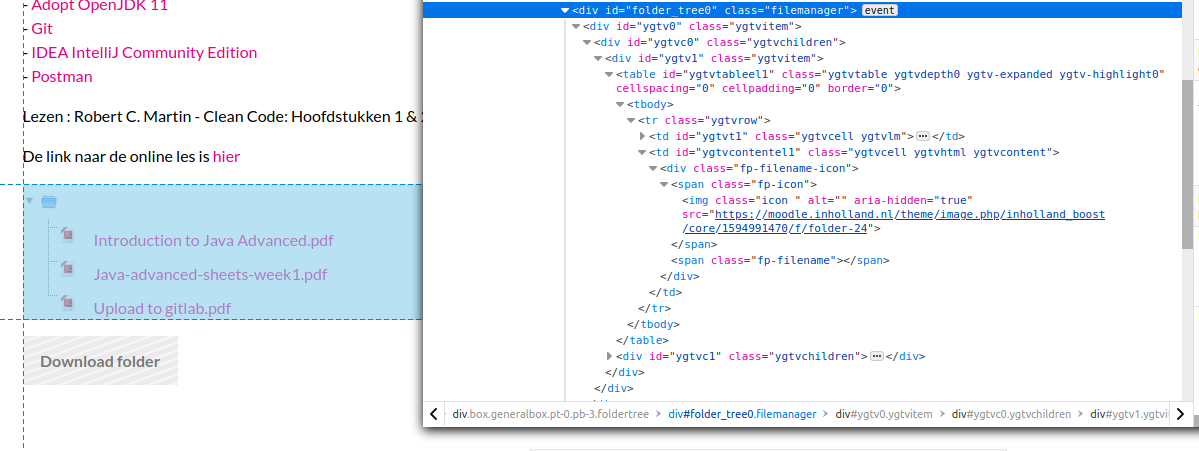 - Adopt OpenJDK 11
- Git
- IDEA IntelliJ Community Edition
- Postman
Lezen : Robert C. Martin - Clean Code: Hoofdstukken 1 &
De link naar de online les is hier
Introduction to Java Advanced.pdf
Java-advanced-sheets-week1.pdf
Upload to gitlab.pdf
Download folder
<div id="folder_tree0" class="filemanager"> event
<div id="ygtv0" class="ygtvitem">
<div id="ygtvc0" class="ygtvchildren">
<div id="ygtv1" class="ygtvitem">
<table id="ygtvtableel1" class="ygtvtable ygtvdepth0 ygtv-expanded ygtv-highlight0"
cellspacing="0" cellpadding="0" border="0">
<tbody>
<tr class="ygtvrow">
<td id="ygtvt1" class="ygtvcell ygtvlm"> ••• </td>
<td id="ygtvcontentel1" class="ygtvcell ygtvhtml ygtvcontent">
<div class="fp-filename-icon">
<span class="fp-icon">
<img class="icon " alt="" aria-hidden="true"
src="https://moodle.inholland.nl/theme/image.php/inholland_boost
/core/1594991470/f/folder-24">
</span>
<span class="fp-filename"></span>
</div>
</td>
</tr>
</tbody>
</table>
<div id="ygtvc1" class="ygtvchildren"> ••• </div>
</div>
</div>
div.box.generalbox.pt-0.pb-3.foldertree > div#folder_tree0.filemanager > div#ygtv0.ygtvitem > div#ygtvc0.ygtvchildren > div#ygtv1.ygtvi